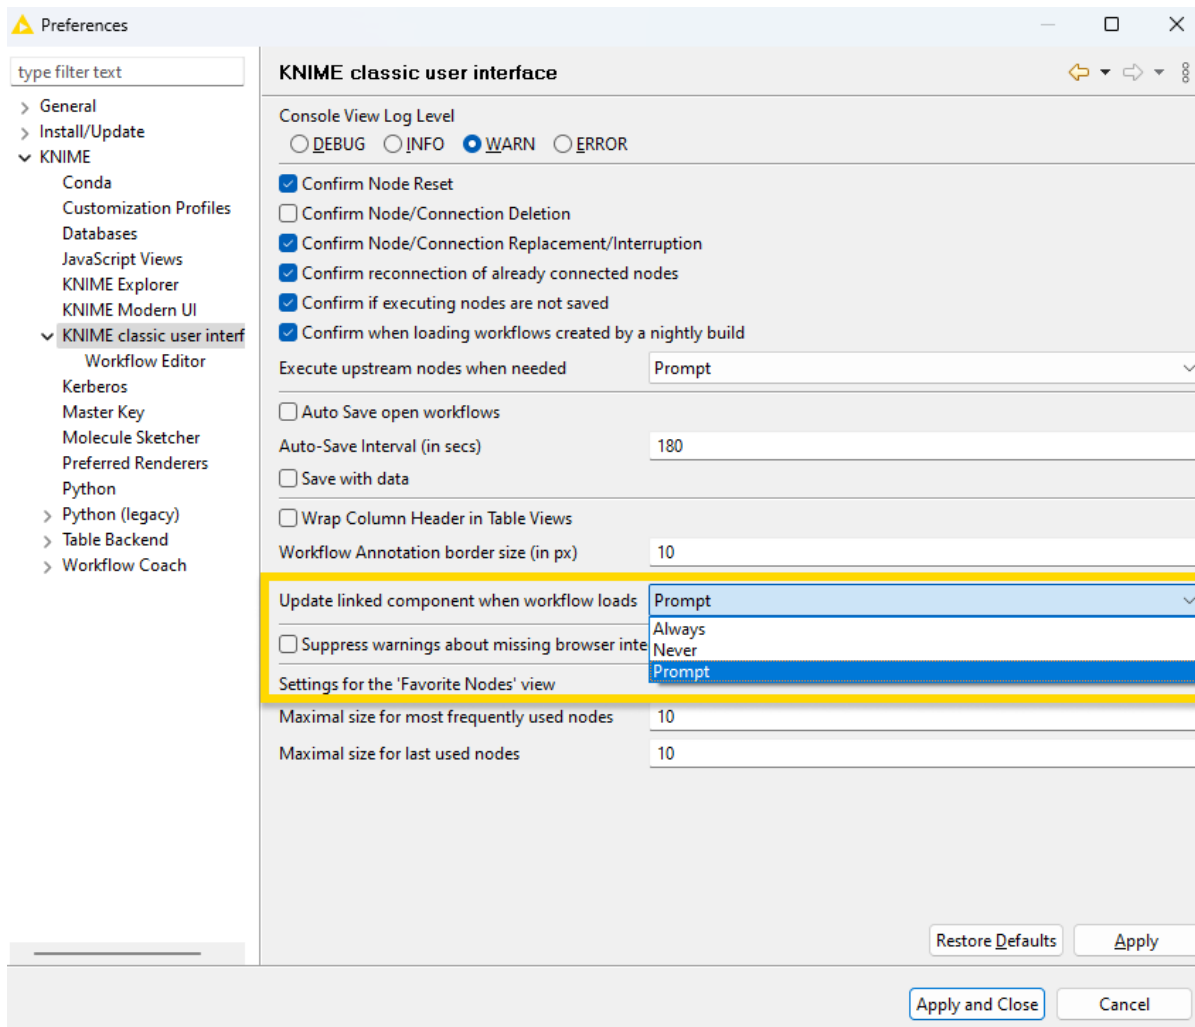 Preferences
type filter text
General
Install/Update
KNIME
Conda
Customization Profiles
Databases
JavaScript Views
KNIME Explorer
KNIME Modern UI
KNIME classic user interf
Workflow Editor
Kerberos
Master Key
Molecule Sketcher
Preferred Renderers
Python
Python (legacy)
Table Backend
Workflow Coach
KNIME classic user interface
Console View Log Level
DEBUG INFO WARN ERROR
Confirm Node Reset
Confirm Node/Connection Deletion
Confirm Node/Connection Replacement/Interruption
Confirm reconnection of already connected nodes
Confirm if executing nodes are not saved
Confirm when loading workflows created by a nightly build
Execute upstream nodes when needed Prompt
Auto Save open workflows
Auto-Save Interval (in secs) 180
Save with data
Wrap Column Header in Table Views
Workflow Annotation border size (in px) 10
Update linked component when workflow loads Prompt
Always
Suppress warnings about missing browser inte
Never
Prompt
Settings for the 'Favorite Nodes' view
Maximal size for most frequently used nodes 10
Maximal size for last used nodes 10
Restore Defaults Apply
Apply and Close Cancel